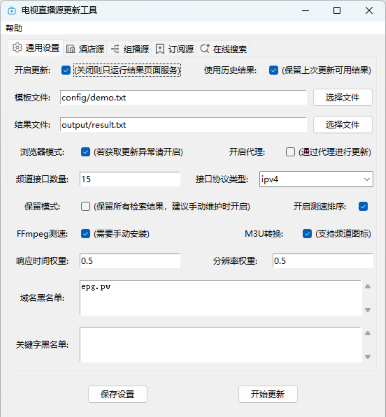 电视直播源更新工具
帮助
通用设置 酒店源 组播源 订阅源 在线搜索
开启更新: (关闭则只运行结果页面服务) 使用历史结果: (保留上次更新可用结果)
模板文件: config/demo.txt 选择文件
结果文件: output/result.txt 选择文件
浏览器模式: (若获取更新异常请开启) 开启代理: (通过代理进行更新)
频道接口数量: 15 接口协议类型: ipv4
保留模式: (保留所有检索结果，建议手动维护时开启) 开启测速排序:
FFmpeg测速: (需要手动安装) M3U转换: (支持频道图标)
响应时间权重: 0.5 分辨率权重: 0.5
域名黑名单: epg.pw
关键字黑名单:
保存设置 开始更新